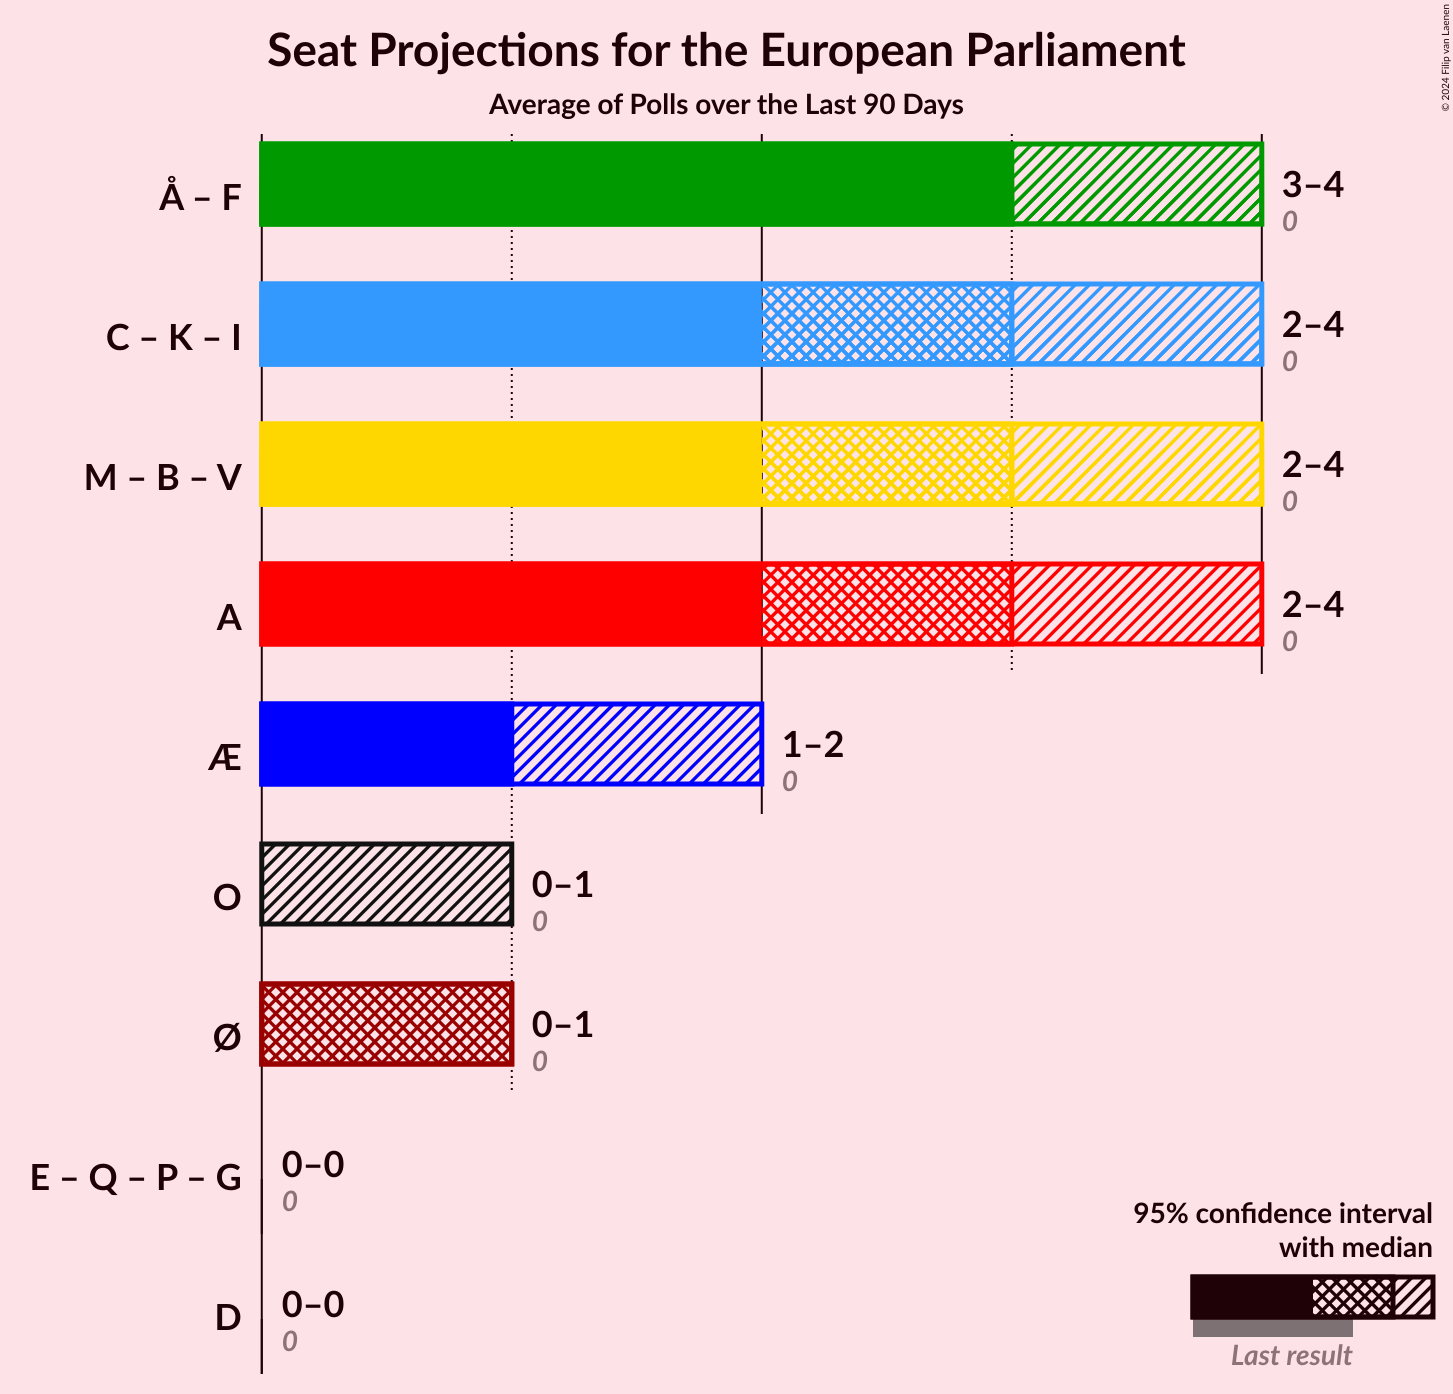 Seat Projections for the European Parliament
Average of Polls over the Last 90 Days
© 2024 Filip van Laenen
Å – F
3–4
0
C – K – I
2–4
0
M – B – V
2–4
0
A
2–4
0
Æ
1–2
0
O
0–1
0
Ø
0–1
0
E – Q – P – G
0–0
0
D
0–0
0
95% confidence interval
with median
Last result